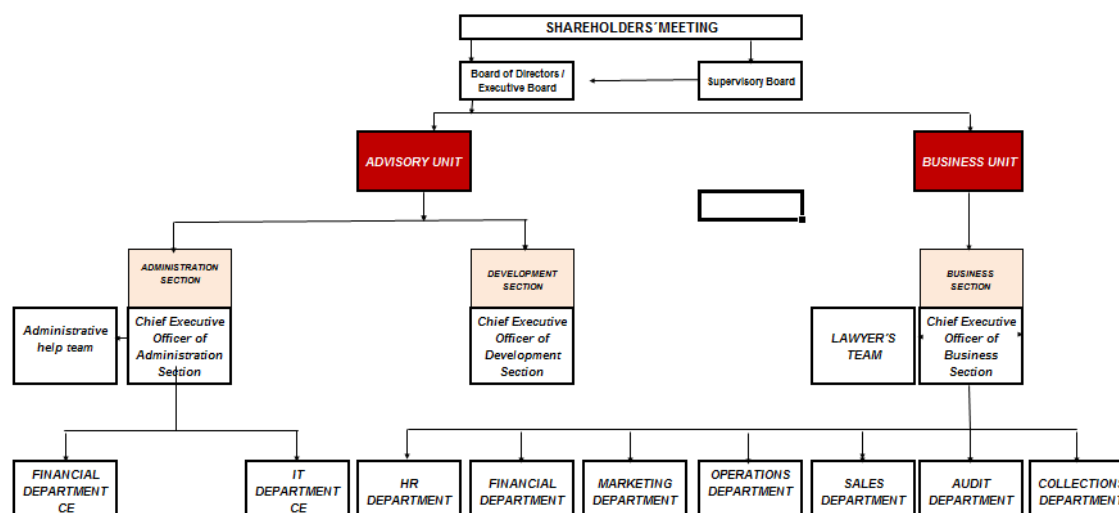 SHAREHOLDERS´MEETING
Board of Directors /
Executive Board
Supervisory Board
ADVISORY UNIT
BUSINESS UNIT
ADMINISTRATION
SECTION
DEVELOPMENT
SECTION
BUSINESS
SECTION
Administrative
help team
Chief Executive
Officer of
Administration
Section
Chief Executive
Officer of
Development
Section
LAWYER'S
TEAM
Chief Executive
Officer of
Business
Section
FINANCIAL
DEPARTMENT
CE
IT
DEPARTMENT
CE
HR
DEPARTMENT
FINANCIAL
DEPARTMENT
MARKETING
DEPARTMENT
OPERATIONS
DEPARTMENT
SALES
DEPARTMENT
AUDIT
DEPARTMENT
COLLECTIONS
DEPARTMENT